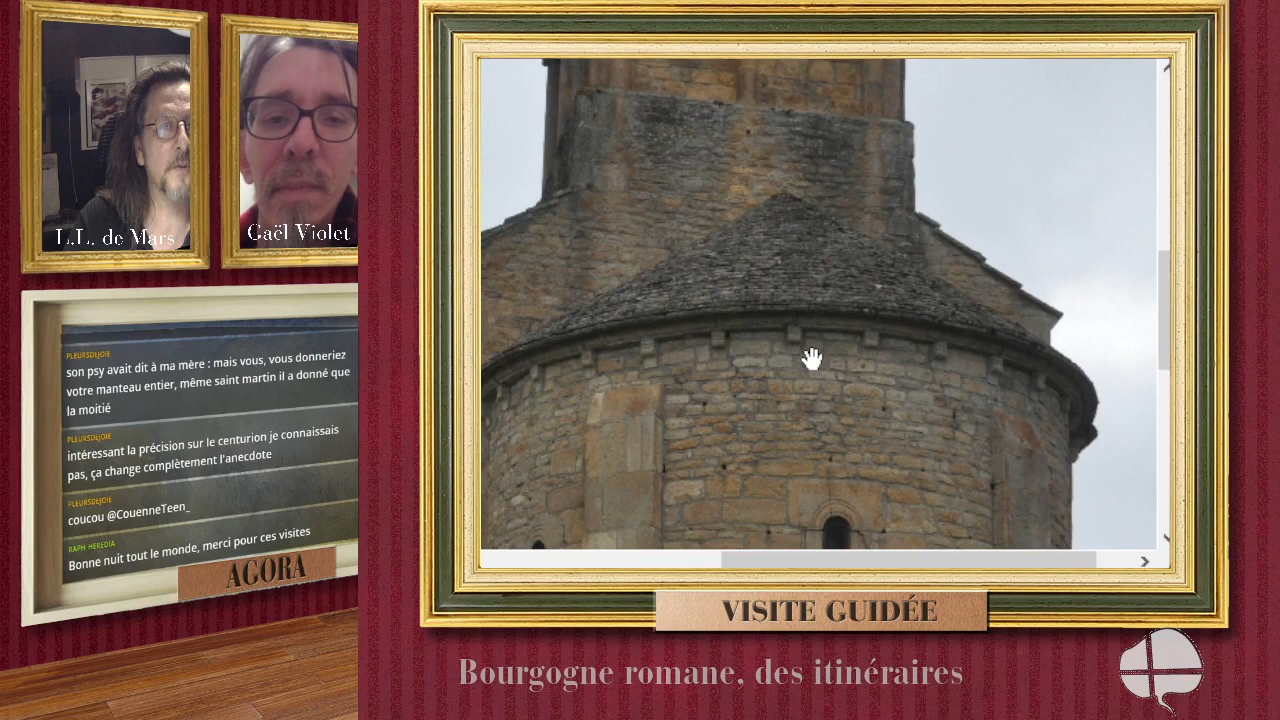 L.L. de Mars
Gaël Violet
PLEURSDEJOIE
son psy avait dit à ma mère : mais vous, vous donneriez
votre manteau entier, même saint martin il a donné que
la moitié
PLEURSDEJOIE
intéressant la précision sur le centurion je connaissais
pas, ça change complètement l'anecdote
PLEURSDEJOIE
coucou @CouenneTeen_
RAPH HEREDIA
Bonne nuit tout le monde, merci pour ces visites
AGORA
VISITE GUIDÉE
Bourgogne romane, des itinéraires